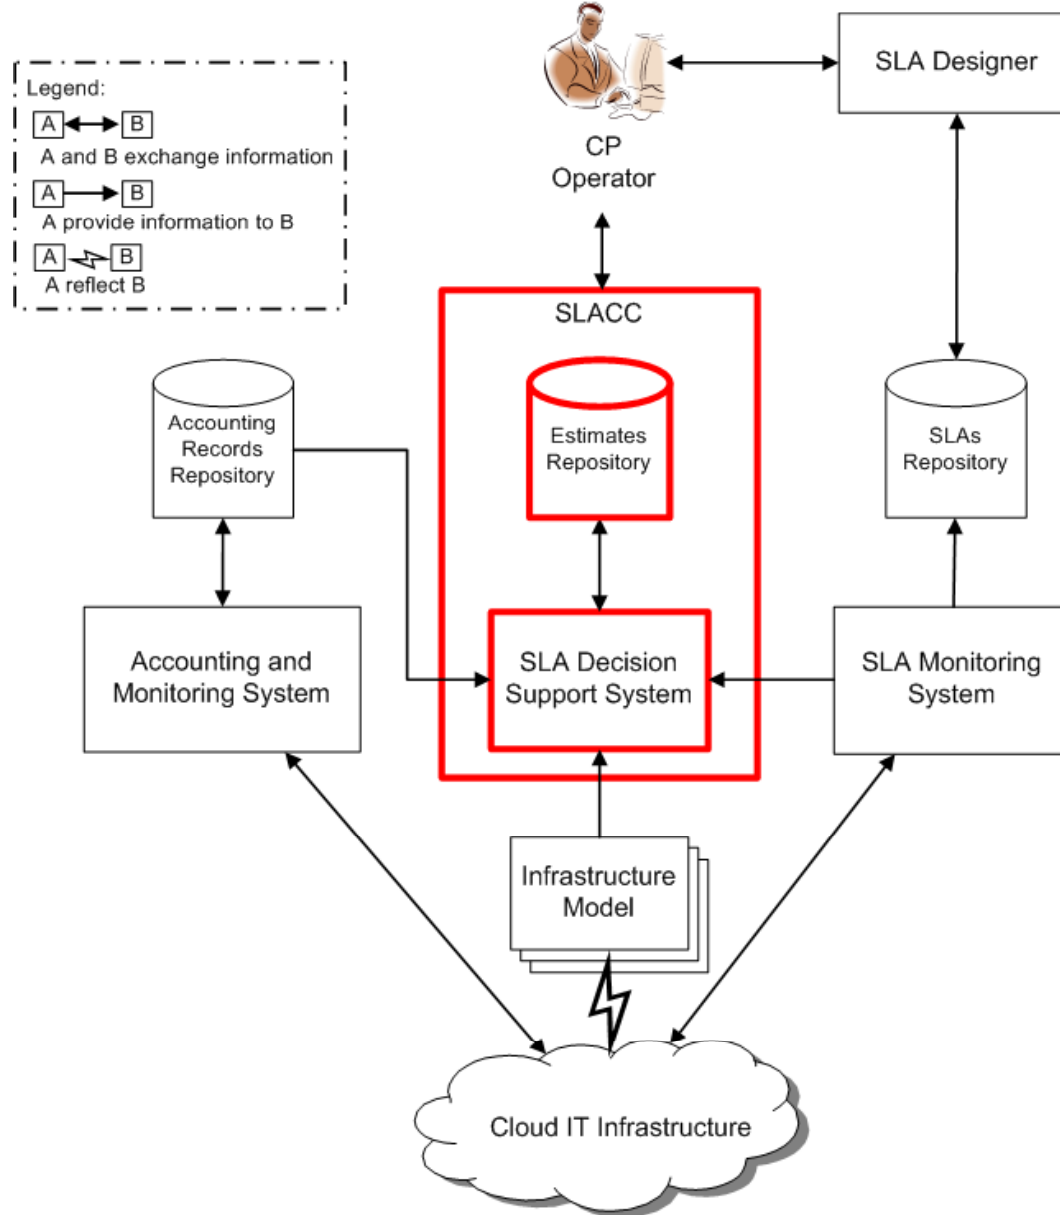 SLA Designer
Legend:
A B
A and B exchange information
A B
A provide information to B
A B
A reflect B
CP
Operator
SLACC
Accounting
Records
Repository
Estimates
Repository
SLAs
Repository
Accounting and
Monitoring System
SLA Decision
Support System
SLA Monitoring
System
Infrastructure
Model
Cloud IT Infrastructure